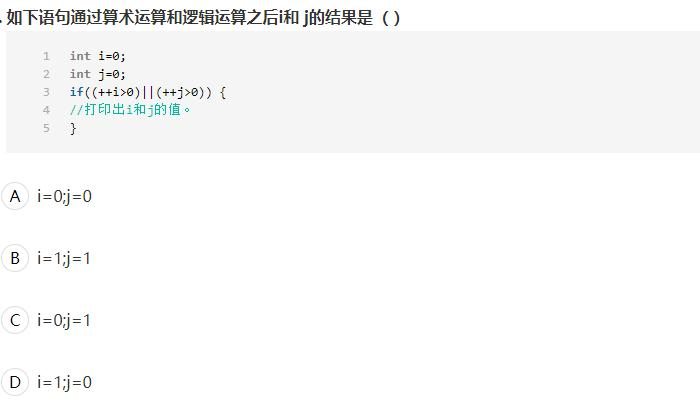 . 如下语句通过算术运算和逻辑运算之后i和 j的结果是（ ）
1 int i=0;
2 int j=0;
3 if((++i>0)||(++j>0)) {
4 //打印出i和j的值。
5 }
A i=0;j=0
B i=1;j=1
C i=0;j=1
D i=1;j=0